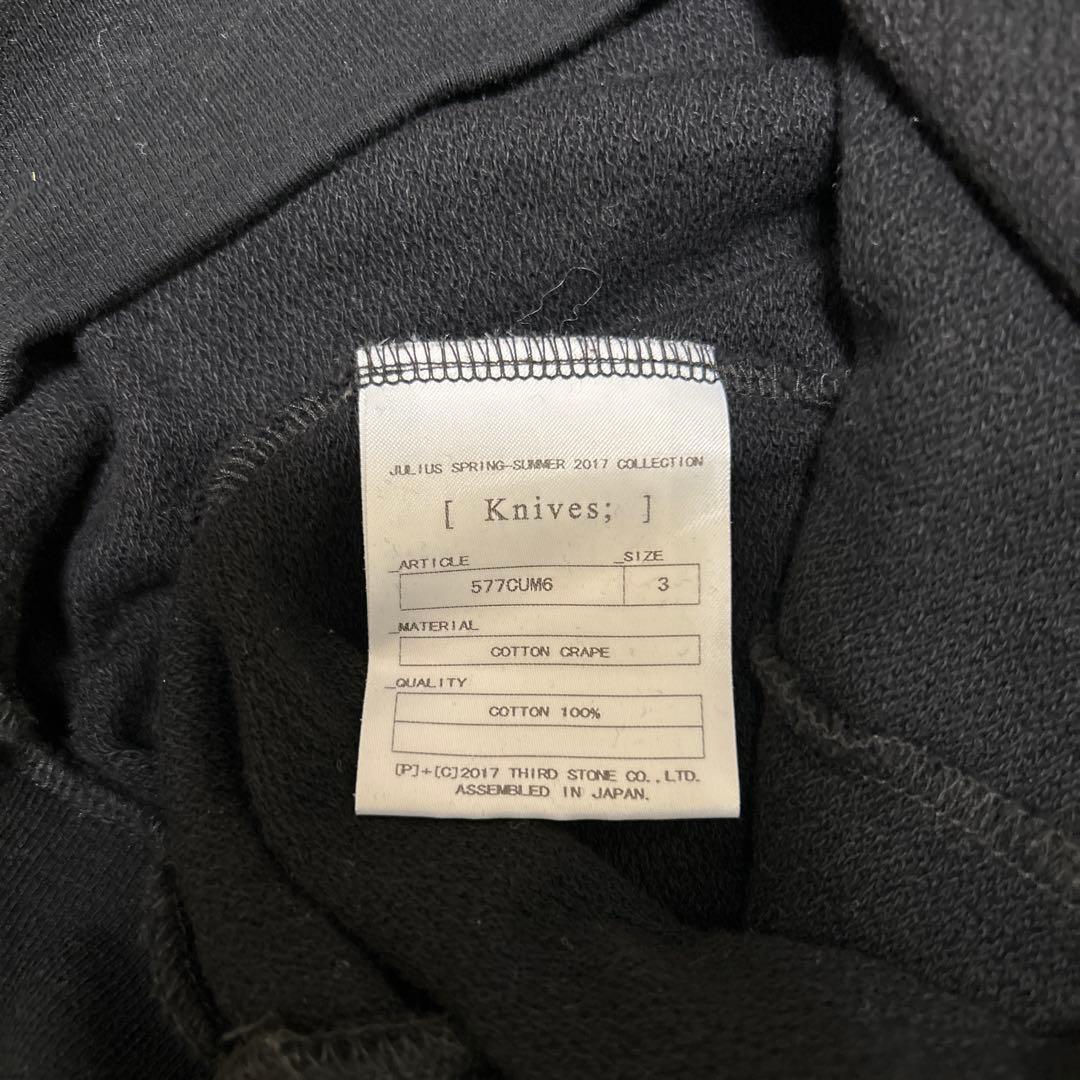 JULIUS SPRING-SUMMER 2017 COLLECTION
[ Knives; ]
_ARTICLE _SIZE
577CUM6 3
_MATERIAL
COTTON CRAPE
_QUALITY
COTTON 100%
[P]+[C]2017 THIRD STONE CO.,LTD.
ASSEMBLED IN JAPAN.